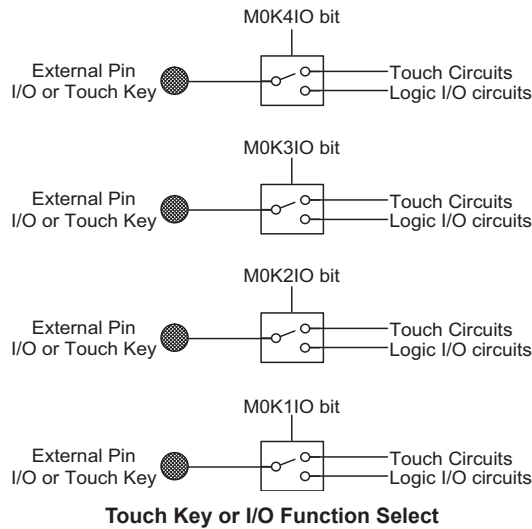 M0K4IO bit
External Pin
I/O or Touch Key
Touch Circuits
Logic I/O circuits
M0K3IO bit
External Pin
I/O or Touch Key
Touch Circuits
Logic I/O circuits
M0K2IO bit
External Pin
I/O or Touch Key
Touch Circuits
Logic I/O circuits
M0K1IO bit
External Pin
I/O or Touch Key
Touch Circuits
Logic I/O circuits
Touch Key or I/O Function Select